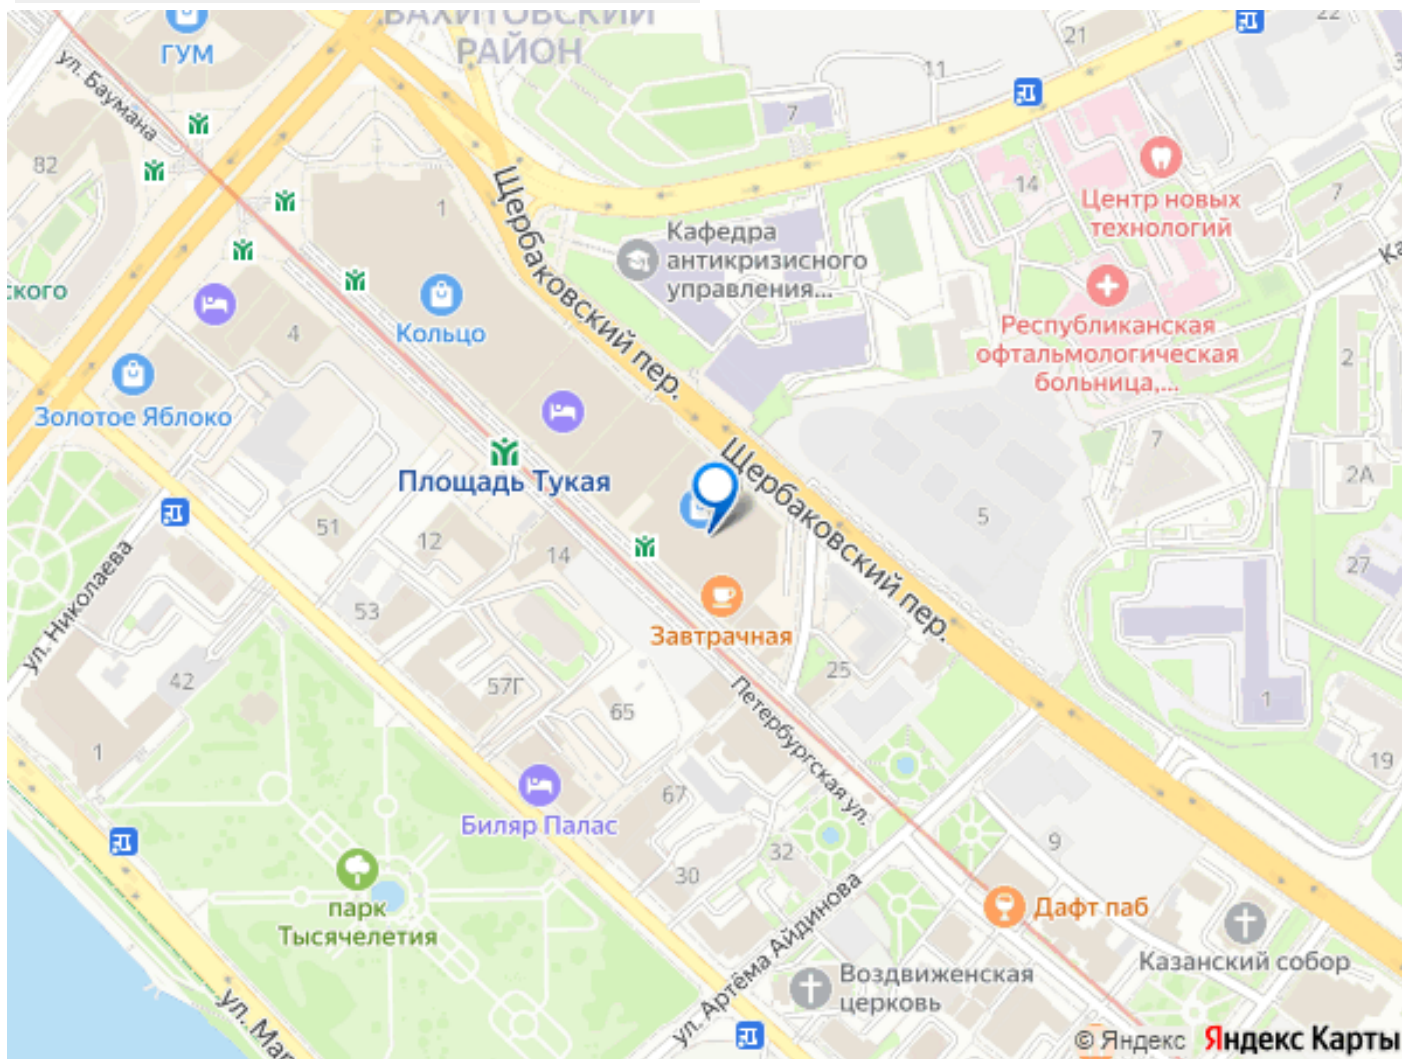 ВАХИТОВСКИЙ
РАЙОН
ГУМ
ул. Баумана
22
21
11
7
82
Щербаковский пер.
14
Центр новых
технологий
7
1
Кафедра
антикризисного
управления...
ского
4
Кольцо
Республиканская
офтальмологическая
больница,...
2
Золотое Яблоко
7
2А
Щербаковский пер.
Площадь Тукая
5
51
12
14
27
ул. Николаева
53
Завтрачная
42
57Г
25
65
Петербургская ул.
1
1
19
67
Биляр Палас
9
32
30
парк
Тысячелетия
ул. Артёма Айдинова
Дафт паб
Казанский собор
Воздвиженская
церковь
ул. Мар
© Яндекс Яндекс Карты